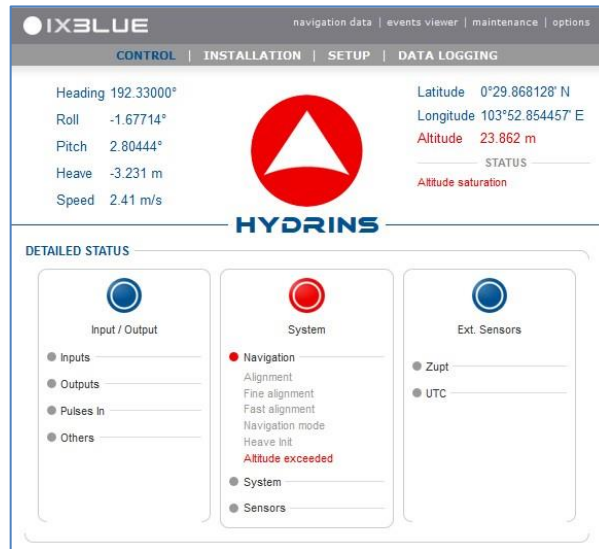 IXBLUE
navigation data | events viewer | maintenance | options
CONTROL | INSTALLATION | SETUP | DATA LOGGING
Heading 192.33000°
Roll -1.67714°
Pitch 2.80444°
Heave -3.231 m
Speed 2.41 m/s
Latitude 0°29.868128' N
Longitude 103°52.854457' E
Altitude 23.862 m
STATUS
Altitude saturation
HYDRINS
DETAILED STATUS
Input / Output
Inputs
Outputs
Pulses In
Others
System
Navigation
Alignment
Fine alignment
Fast alignment
Navigation mode
Heave Init
Altitude exceeded
System
Sensors
Ext. Sensors
Zupt
UTC